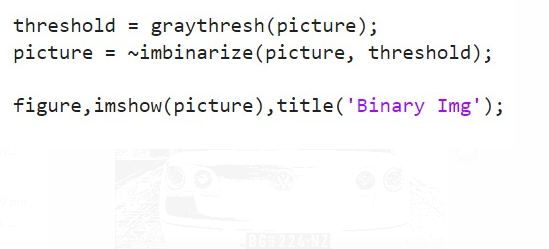 threshold = graythresh(picture);
picture = ~imbinarize(picture, threshold);
figure,imshow(picture),title('Binary Img');